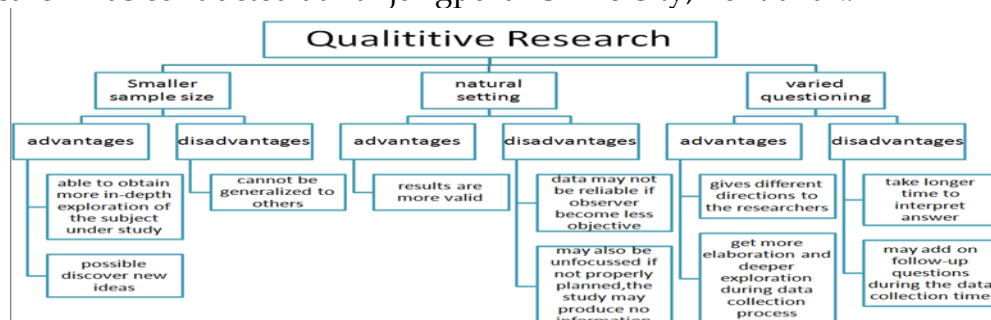 Qualititive Research
Smaller
sample size
natural
setting
varied
questioning
advantages
disadvantages
advantages
disadvantages
advantages
disadvantages
able to obtain
more in-depth
exploration of
the subject
under study
cannot be
generalized to
others
results are
more valid
data may not
be reliable if
observer
become less
objective
gives different
directions to
the researchers
take longer
time to
interpret
answer
possible
discover new
ideas
may also be
unfocussed if
not properly
planned,the
study may
produce no
information
get more
elaboration and
deeper
exploration
during data
collection
process
may add on
follow-up
questions
during the data
collection time